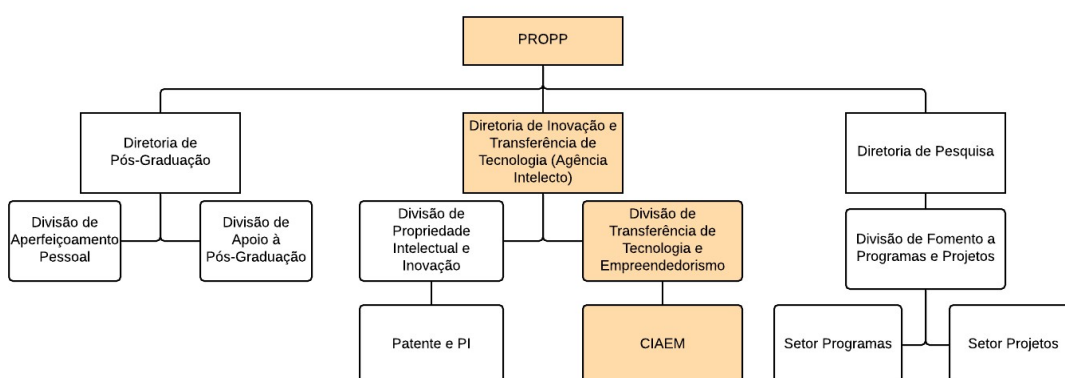 PROPP
Diretoria de
Pós-Graduação
Diretoria de Inovação e
Transferência de
Tecnologia (Agência
Intelecto)
Diretoria de Pesquisa
Divisão de
Aperfeiçoamento
Pessoal
Divisão de
Apoio à
Pós-Graduação
Divisão de
Propriedade
Intelectual e
Inovação
Divisão de
Transferência de
Tecnologia e
Empreendedorismo
Divisão de Fomento a
Programas e Projetos
Patente e PI
CIAEM
Setor Programas
Setor Projetos